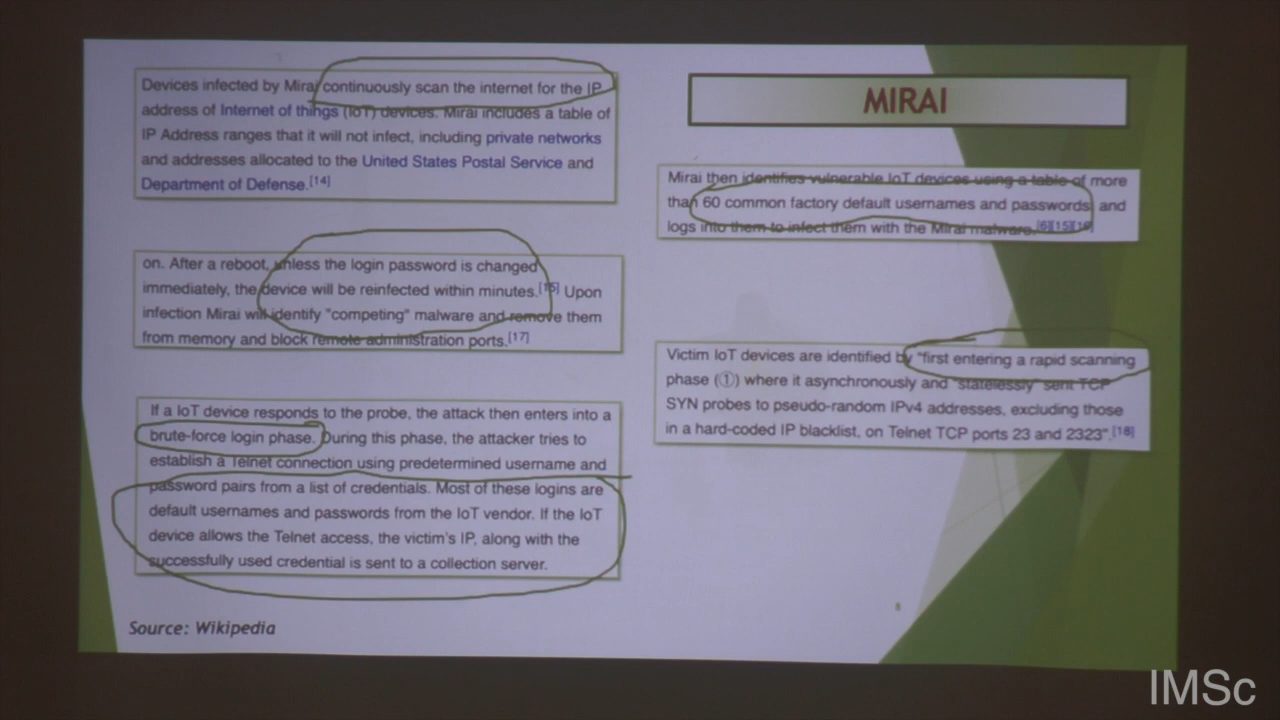 MIRAI
Devices infected by Mirai continuously scan the internet for the IP
address of Internet of things (IoT) devices. Mirai includes a table of
IP Address ranges that it will not infect, including private networks
and addresses allocated to the United States Postal Service and
Department of Defense.[14]
on. After a reboot, unless the login password is changed
immediately, the device will be reinfected within minutes.[15] Upon
infection Mirai will identify "competing" malware and remove them
from memory and block remote administration ports.[17]
If a IoT device responds to the probe, the attack then enters into a
brute-force login phase. During this phase, the attacker tries to
establish a Telnet connection using predetermined username and
password pairs from a list of credentials. Most of these logins are
default usernames and passwords from the IoT vendor. If the IoT
device allows the Telnet access, the victim's IP, along with the
successfully used credential is sent to a collection server.
Source: Wikipedia
Mirai then identifies vulnerable IoT devices using a table of more
than 60 common factory default usernames and passwords, and
logs into them to infect them with the Mirai malware.[6][15][16]
Victim IoT devices are identified by "first entering a rapid scanning
phase (①) where it asynchronously and "statelessly" sent TCP
SYN probes to pseudo-random IPv4 addresses, excluding those
in a hard-coded IP blacklist, on Telnet TCP ports 23 and 2323".[18]
8
IMSc